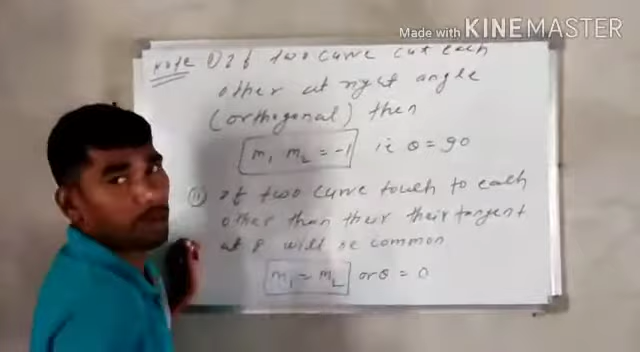 Made with KINEMASTER
Note (i) If two curve cut each
other at right angle
(orthogonal) then
m₁ m₂ = -1 ie θ = 90
(ii) If two curve touch to each
other than their their tangent
at P will be common
m₁ = m₂ or θ = 0